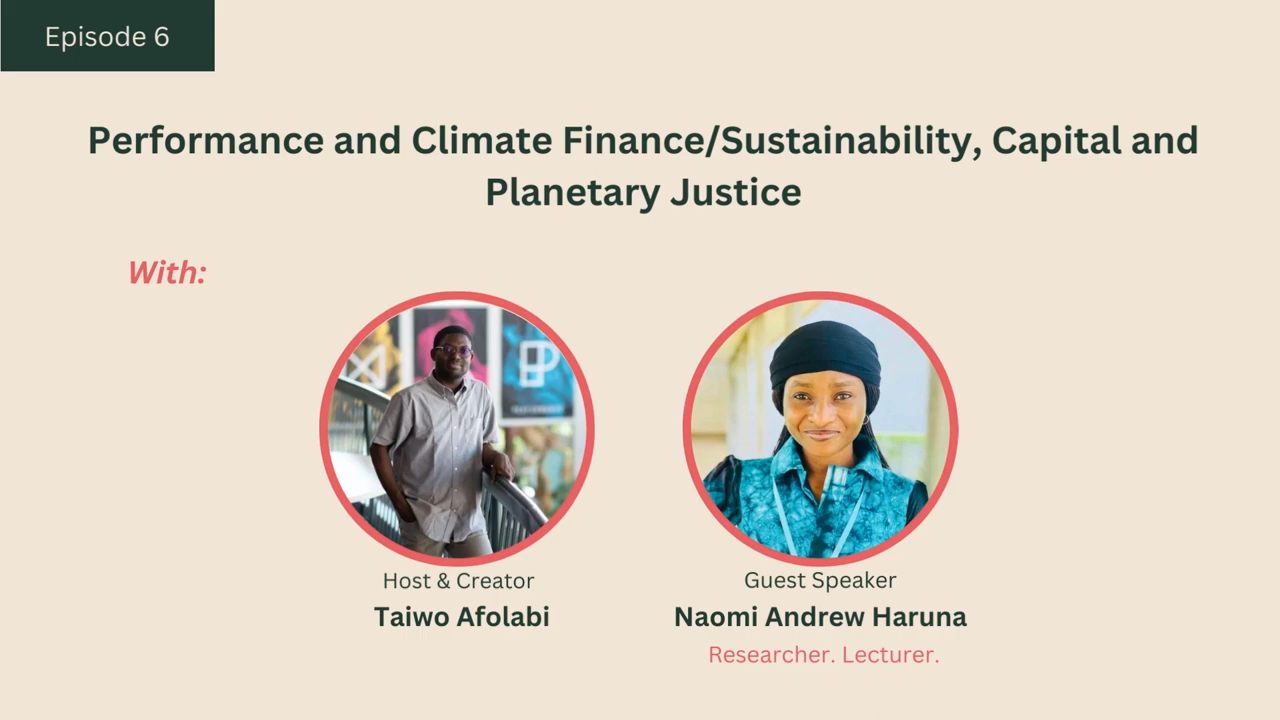 Episode 6
Performance and Climate Finance/Sustainability, Capital and
Planetary Justice
With:
Host & Creator
Taiwo Afolabi
Guest Speaker
Naomi Andrew Haruna
Researcher. Lecturer.